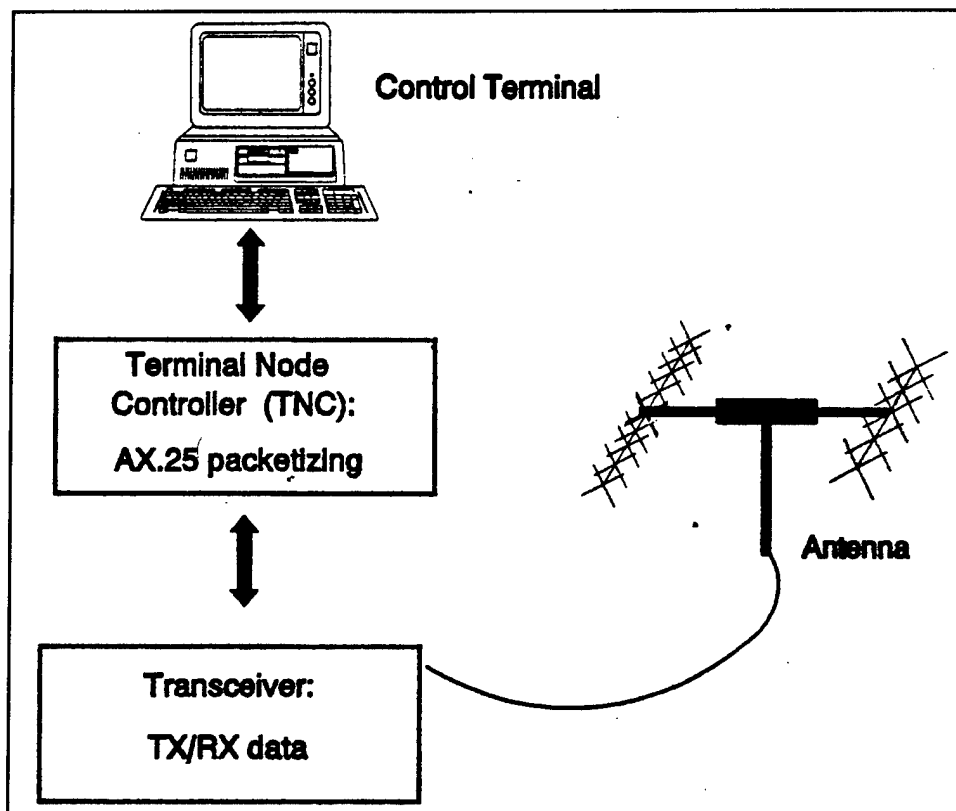 Control Terminal
Terminal Node
Controller (TNC):
AX.25 packetizing
Antenna
Transceiver:
TX/RX data